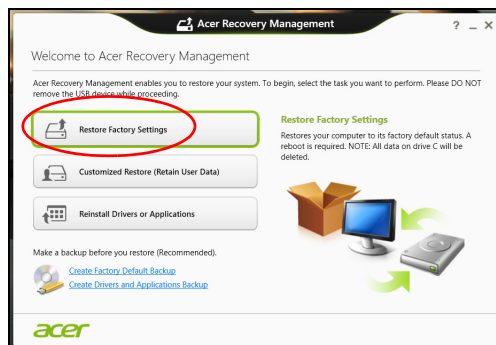 Acer Recovery Management
Welcome to Acer Recovery Management
Acer Recovery Management enables you to restore your system. To begin, select the task you want to perform. Please DO NOT
remove the USB device while proceeding.
Restore Factory Settings
Customized Restore (Retain User Data)
Reinstall Drivers or Applications
Restore Factory Settings
Restores your computer to its factory default status. A
reboot is required. NOTE: All data on drive C will be
deleted.
Make a backup before you restore (Recommended).
Create Factory Default Backup
Create Drivers and Applications Backup
acer